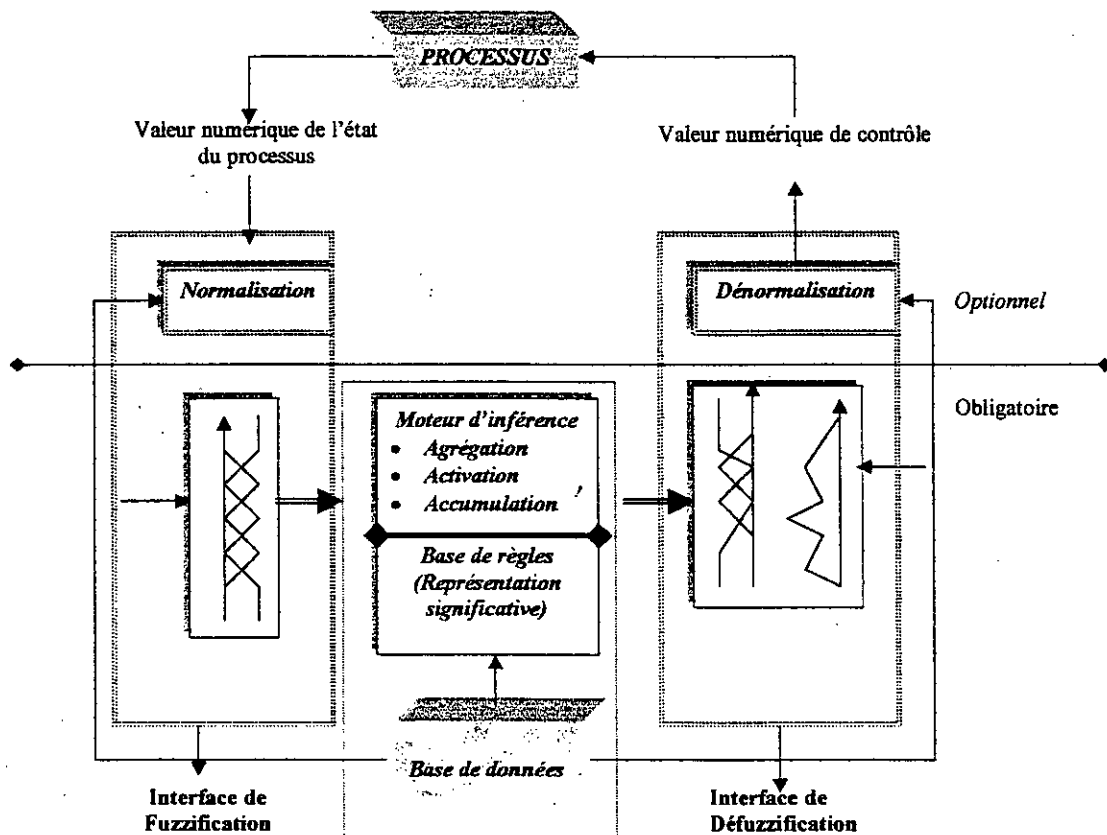 PROCESSUS
Valeur numérique de l'état
du processus
Valeur numérique de contrôle
Normalisation
Dénormalisation
Optionnel
Obligatoire
Moteur d'inférence
• Agrégation
• Activation
• Accumulation
Base de règles
(Représentation
significative)
Base de données
Interface de
Fuzzification
Interface de
Défuzzification